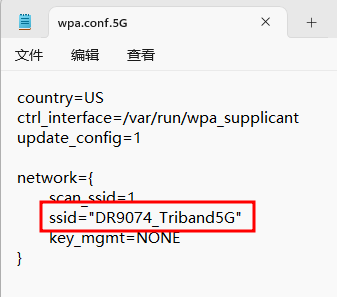 wpa.conf.5G
文件 编辑 查看
country=US
ctrl_interface=/var/run/wpa_supplicant
update_config=1
network={
scan_ssid=1
ssid="DR9074_Triband5G"
key_mgmt=NONE
}